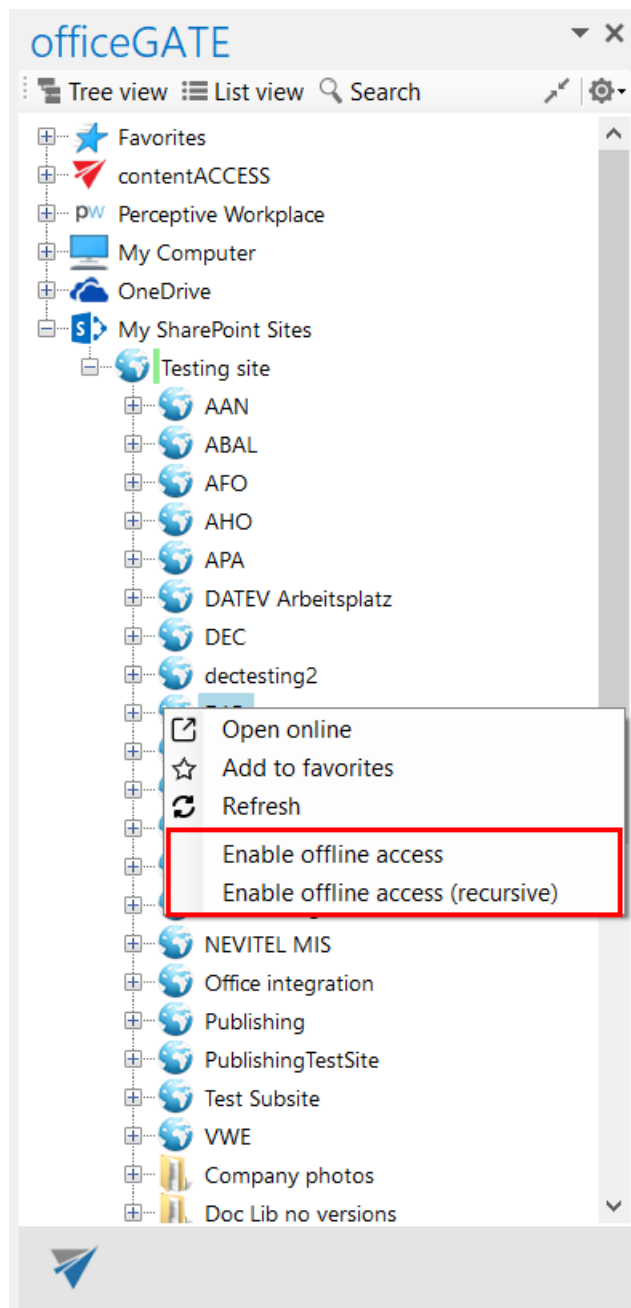 officeGATE
Tree view List view Search
Favorites
contentACCESS
pw Perceptive Workplace
My Computer
OneDrive
S My SharePoint Sites
Testing site
AAN
ABAL
AFO
AHO
APA
DATEV Arbeitsplatz
DEC
dectesting2
Open online
Add to favorites
Refresh
Enable offline access
Enable offline access (recursive)
NEVITEL MIS
Office integration
Publishing
PublishingTestSite
Test Subsite
VWE
Company photos
Doc Lib no versions